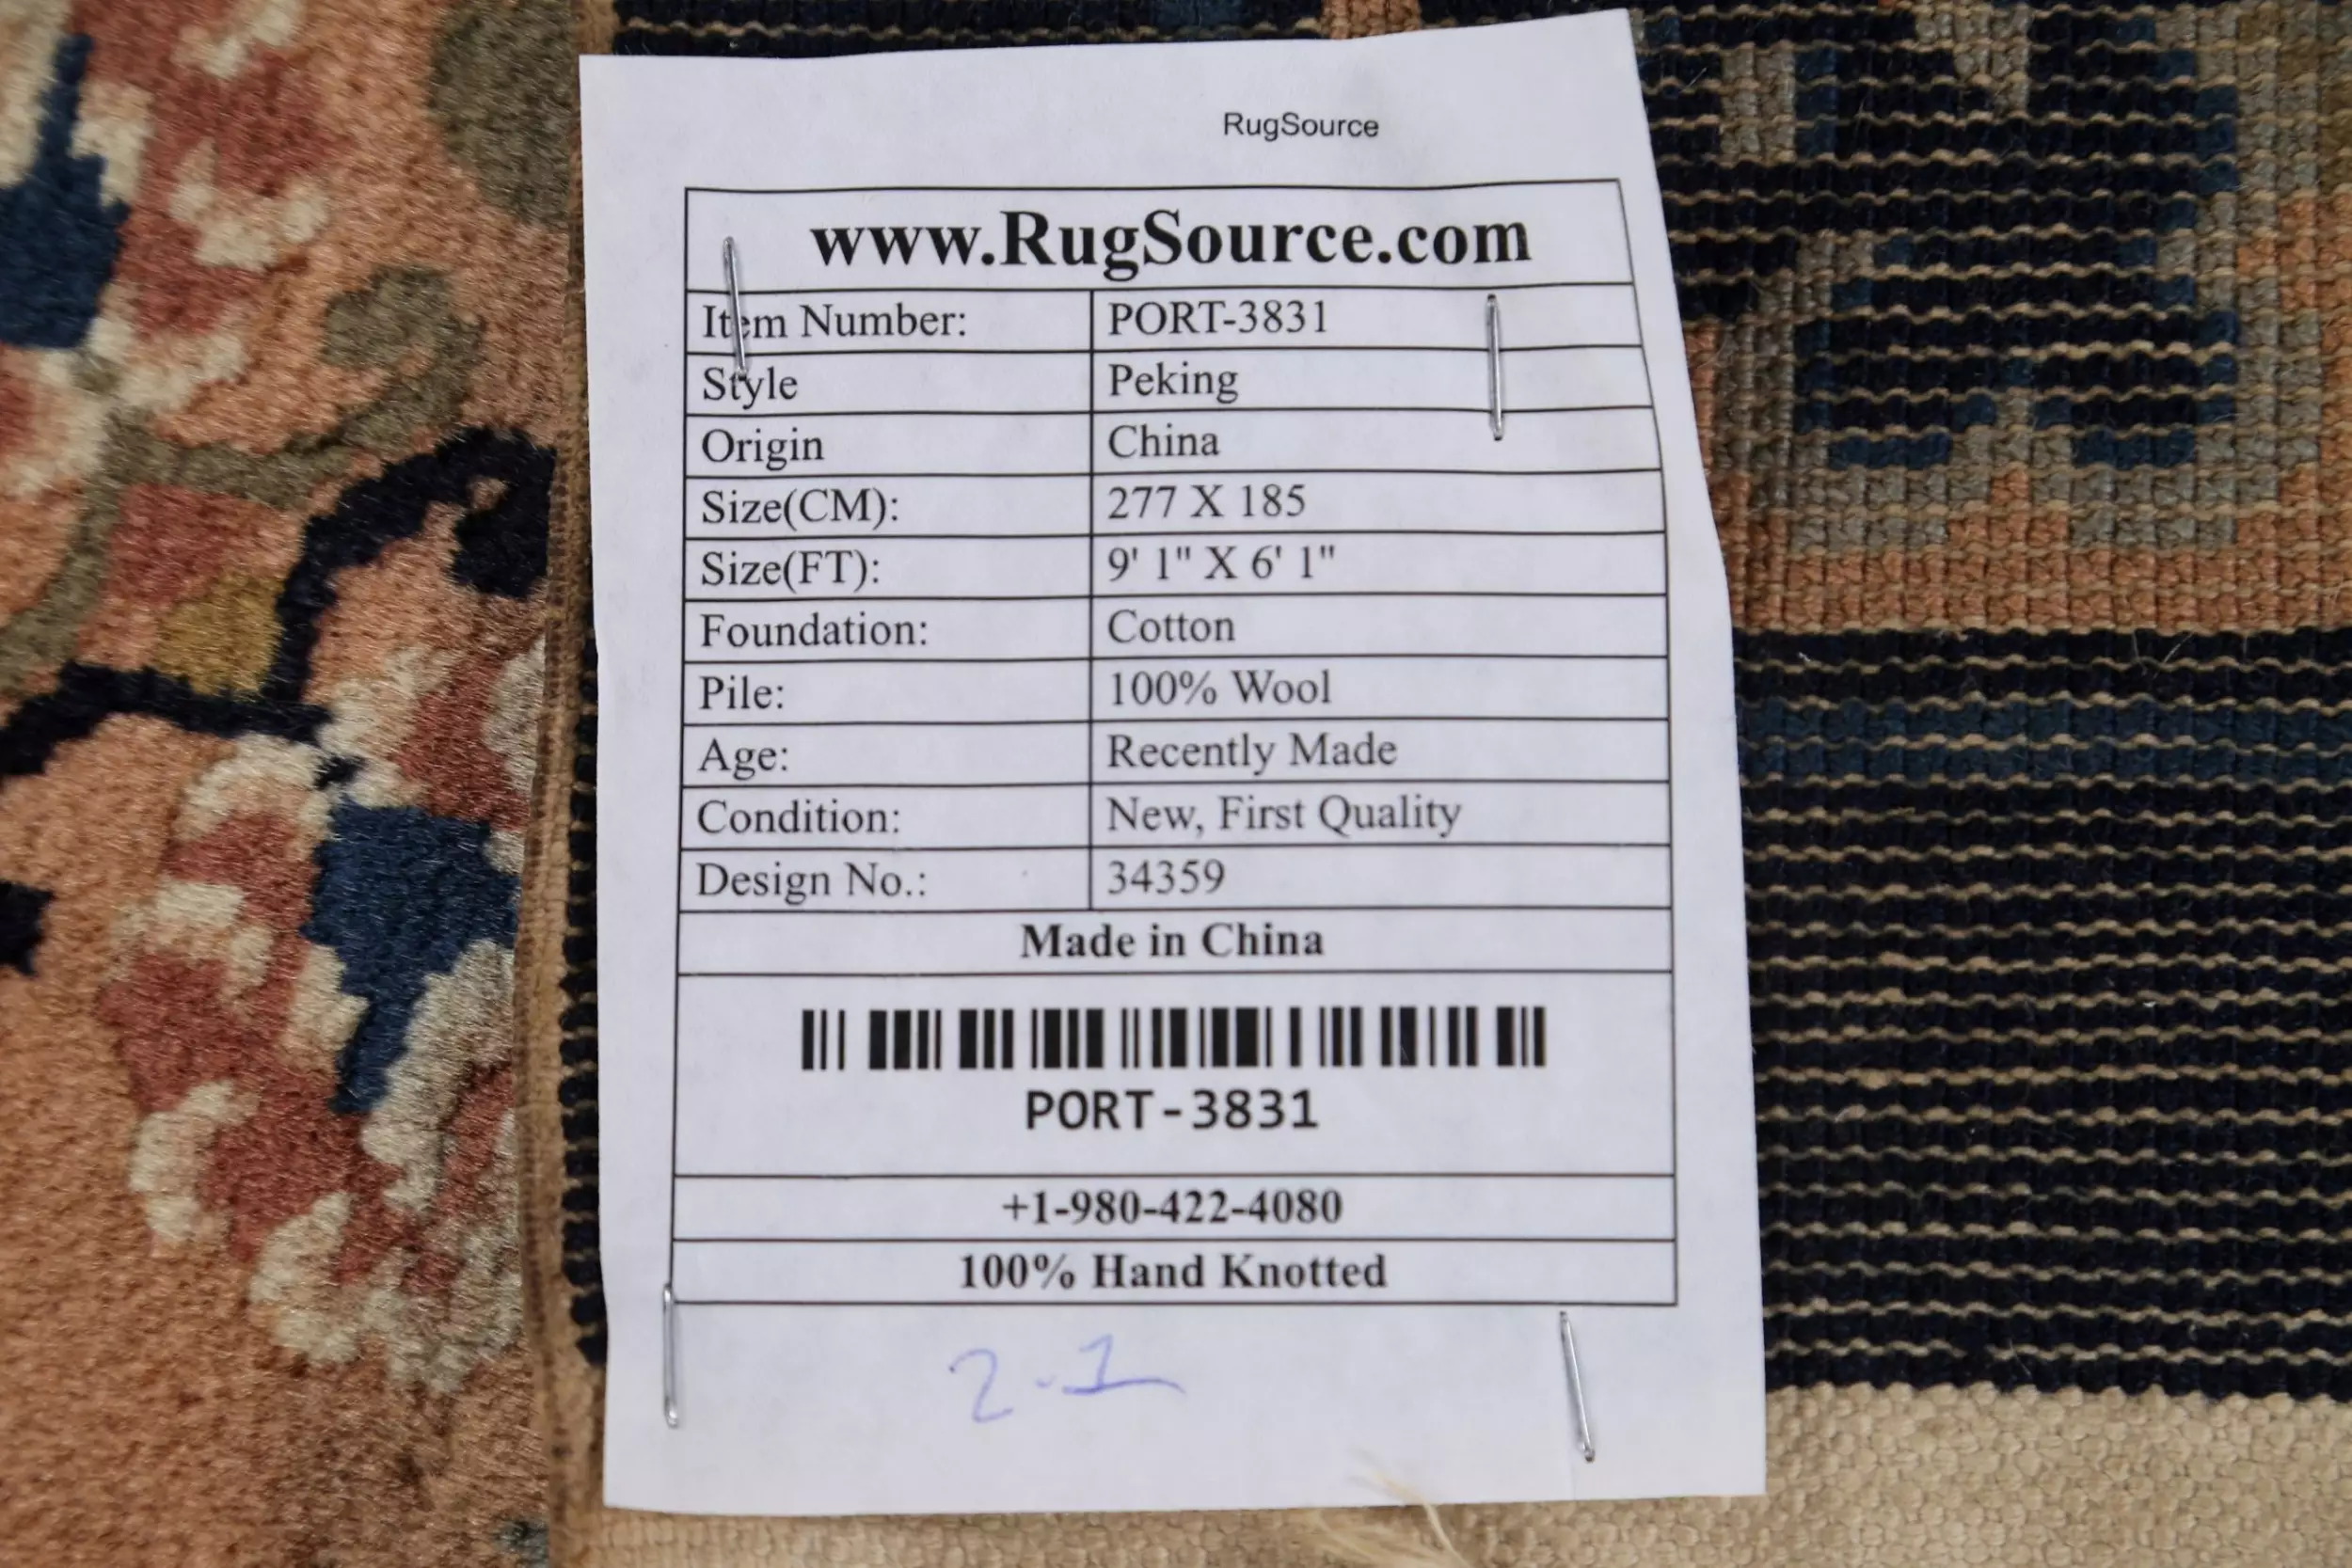 RugSource
www.RugSource.com
Item Number: PORT-3831
Style Peking
Origin China
Size(CM): 277 X 185
Size(FT): 9' 1" X 6' 1"
Foundation: Cotton
Pile: 100% Wool
Age: Recently Made
Condition: New, First Quality
Design No.: 34359
Made in China
PORT-3831
+1-980-422-4080
100% Hand Knotted
2-1